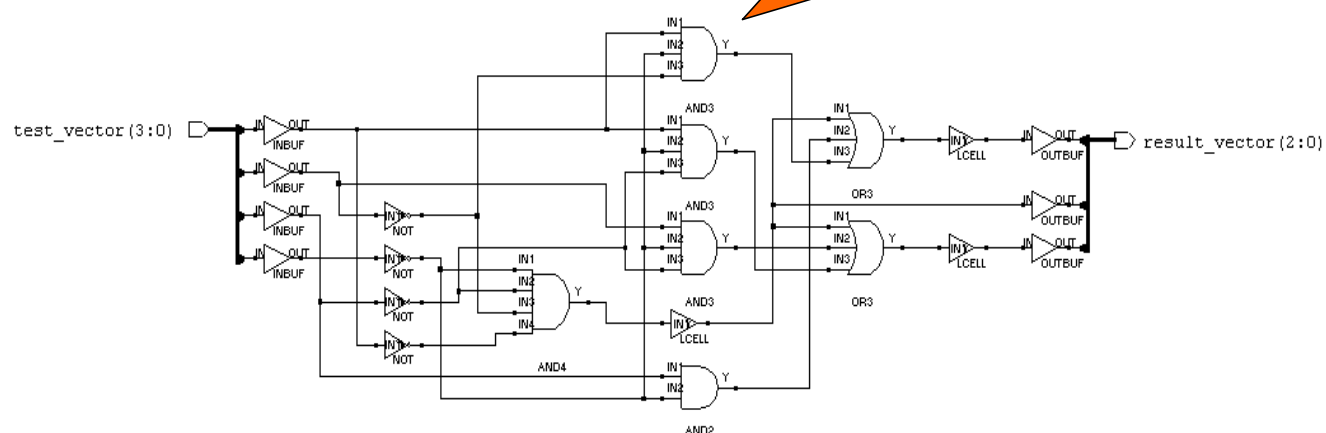 IN1
IN2
IN3
Y
AND3
test_vector(3:0)
IN
OUT
INBUF
IN1
IN2
IN3
Y
AND3
IN1
IN2
IN3
Y
OR3
IN1
Y
LCELL
IN
OUT
OUTBUF
result_vector(2:0)
IN
OUT
INBUF
IN
OUT
INBUF
IN
OUT
INBUF
IN1
NOT
IN1
NOT
IN1
NOT
IN1
NOT
IN1
IN2
IN3
IN4
Y
AND4
IN1
IN2
IN3
Y
AND3
IN
OUT
OUTBUF
IN1
IN2
IN3
Y
OR3
IN1
Y
LCELL
IN
OUT
OUTBUF
IN1
Y
LCELL
IN1
IN2
Y
AND2